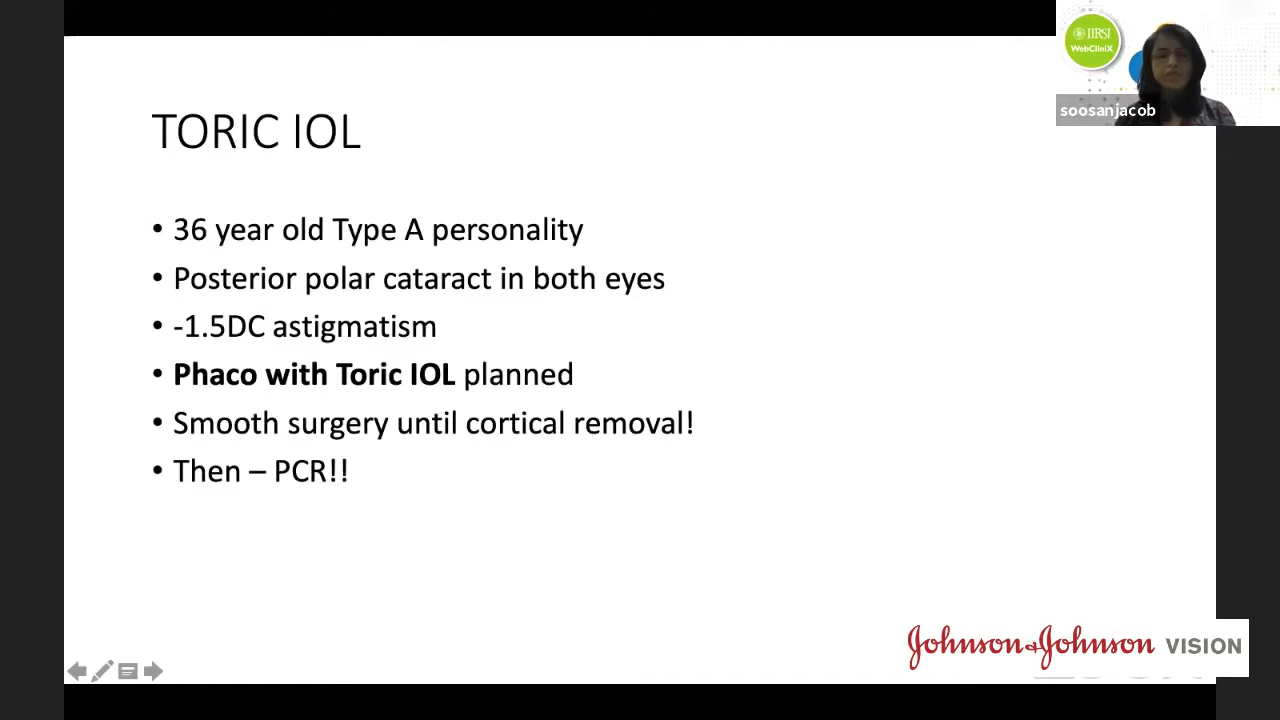 IIRSI
WebCliniX
soosanjacob
TORIC IOL
• 36 year old Type A personality
• Posterior polar cataract in both eyes
• -1.5DC astigmatism
• Phaco with Toric IOL planned
• Smooth surgery until cortical removal!
• Then – PCR!!
Johnson & Johnson VISION